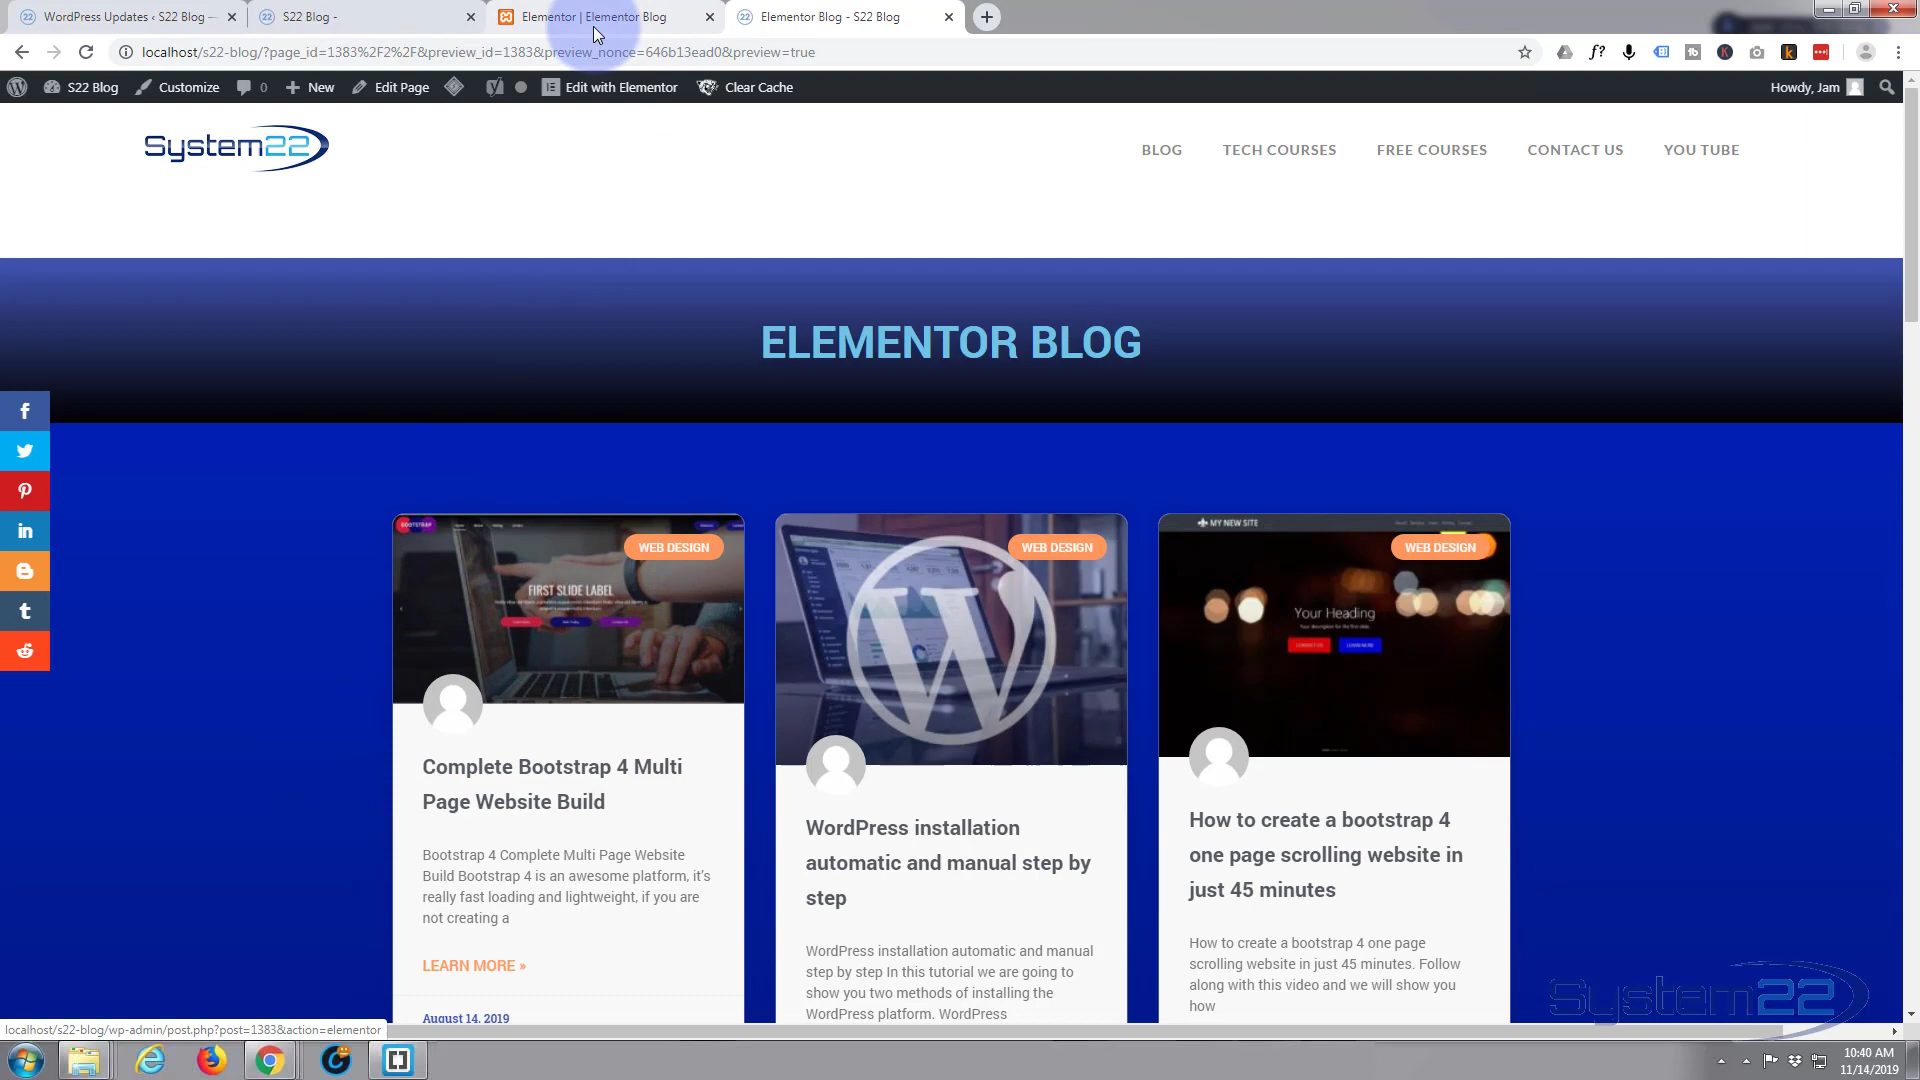 WordPress Updates ‹ S22 Blog —
S22 Blog -
Elementor | Elementor Blog
Elementor Blog - S22 Blog
localhost/s22-blog/?page_id=1383%2F2%2F&preview_id=1383&preview_nonce=646b13ead0&preview=true
S22 Blog
Customize
0
New
Edit Page
Edit with Elementor
Clear Cache
Howdy, Jam
System22
BLOG
TECH COURSES
FREE COURSES
CONTACT US
YOU TUBE
ELEMENTOR BLOG
BOOTSTRAP
WEB DESIGN
FIRST SLIDE LABEL
WEB DESIGN
MY NEW SITE
WEB DESIGN
Your Heading
Complete Bootstrap 4 Multi
Page Website Build
Bootstrap 4 Complete Multi Page Website
Build Bootstrap 4 is an awesome platform, it’s
really fast loading and lightweight, if you are
not creating a
LEARN MORE »
August 14, 2019
WordPress installation
automatic and manual step by
step
WordPress installation automatic and manual
step by step In this tutorial we are going to
show you two methods of installing the
WordPress platform. WordPress
How to create a bootstrap 4
one page scrolling website in
just 45 minutes
How to create a bootstrap 4 one page
scrolling website in just 45 minutes. Follow
along with this video and we will show you
how
System22
localhost/s22-blog/wp-admin/post.php?post=1383&action=elementor
10:40 AM
11/14/2019